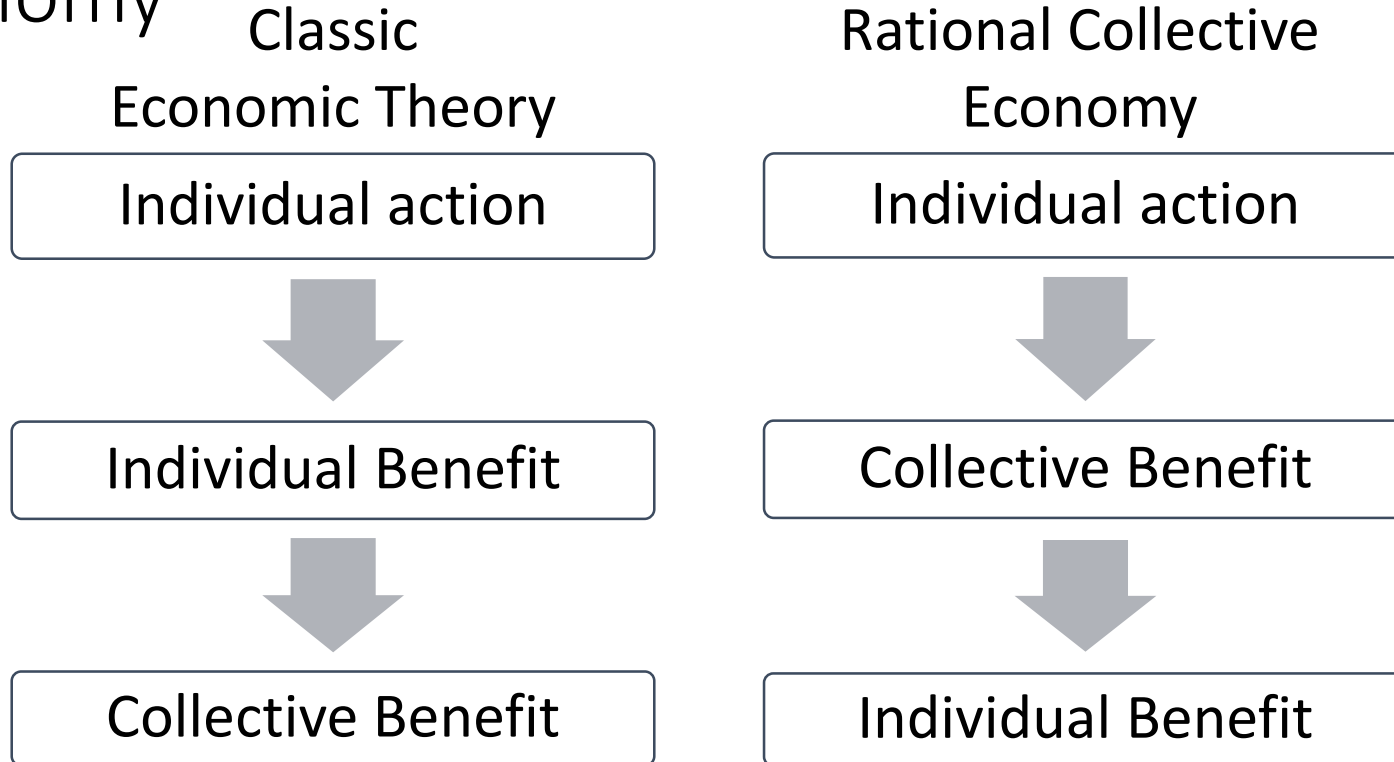 Classic
Economic Theory
Individual action
Individual Benefit
Collective Benefit
Rational Collective
Economy
Individual action
Collective Benefit
Individual Benefit